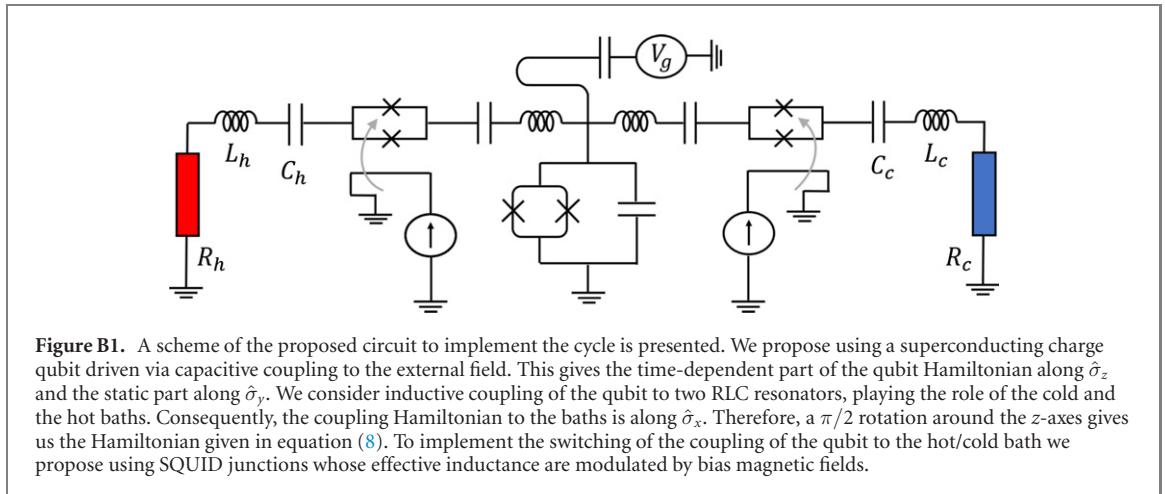 V_g
L_h
C_h
C_c
L_c
R_h
R_c
Figure B1. A scheme of the proposed circuit to implement the cycle is presented. We propose using a superconducting charge
qubit driven via capacitive coupling to the external field. This gives the time-dependent part of the qubit Hamiltonian along σ̂_z
and the static part along σ̂_y. We consider inductive coupling of the qubit to two RLC resonators, playing the role of the cold and
the hot baths. Consequently, the coupling Hamiltonian to the baths is along σ̂_x. Therefore, a π/2 rotation around the z-axes gives
us the Hamiltonian given in equation (8). To implement the switching of the coupling of the qubit to the hot/cold bath we
propose using SQUID junctions whose effective inductance are modulated by bias magnetic fields.